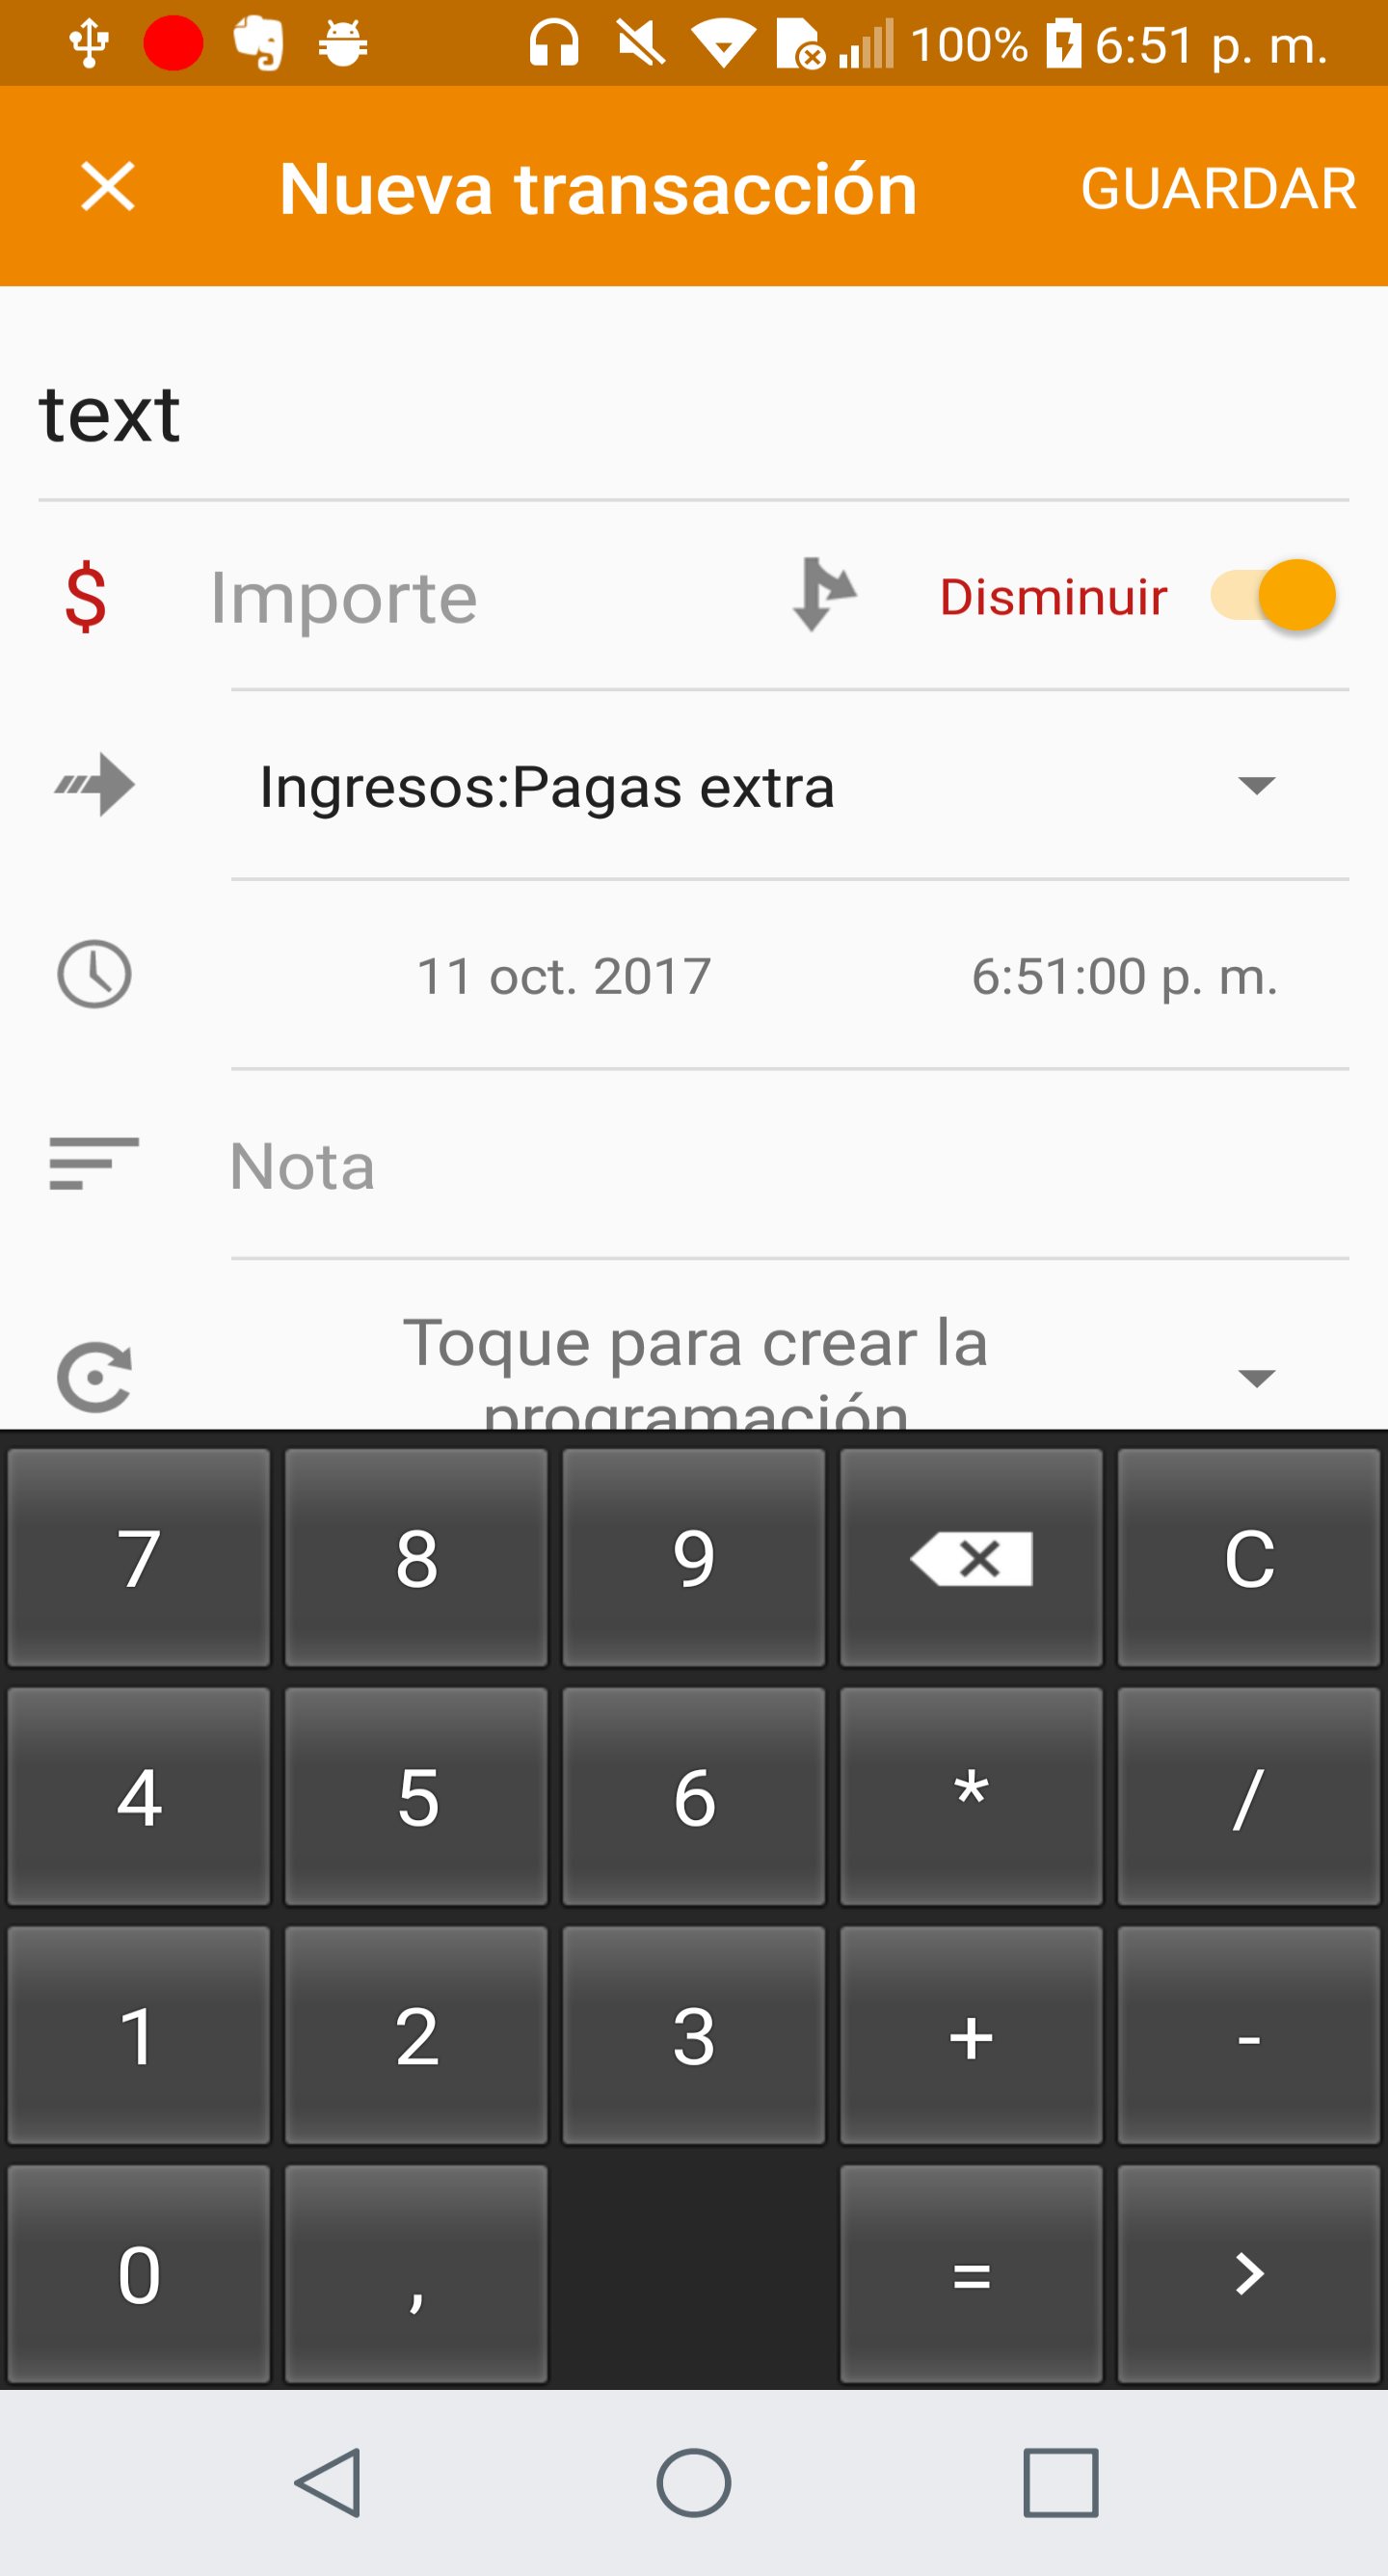 100% 6:51 p. m.
Nueva transacción GUARDAR
text
$ Importe Disminuir
Ingresos:Pagas extra
11 oct. 2017 6:51:00 p. m.
Nota
Toque para crear la
programación
7 8 9 C
4 5 6 * /
1 2 3 + -
0 , = >